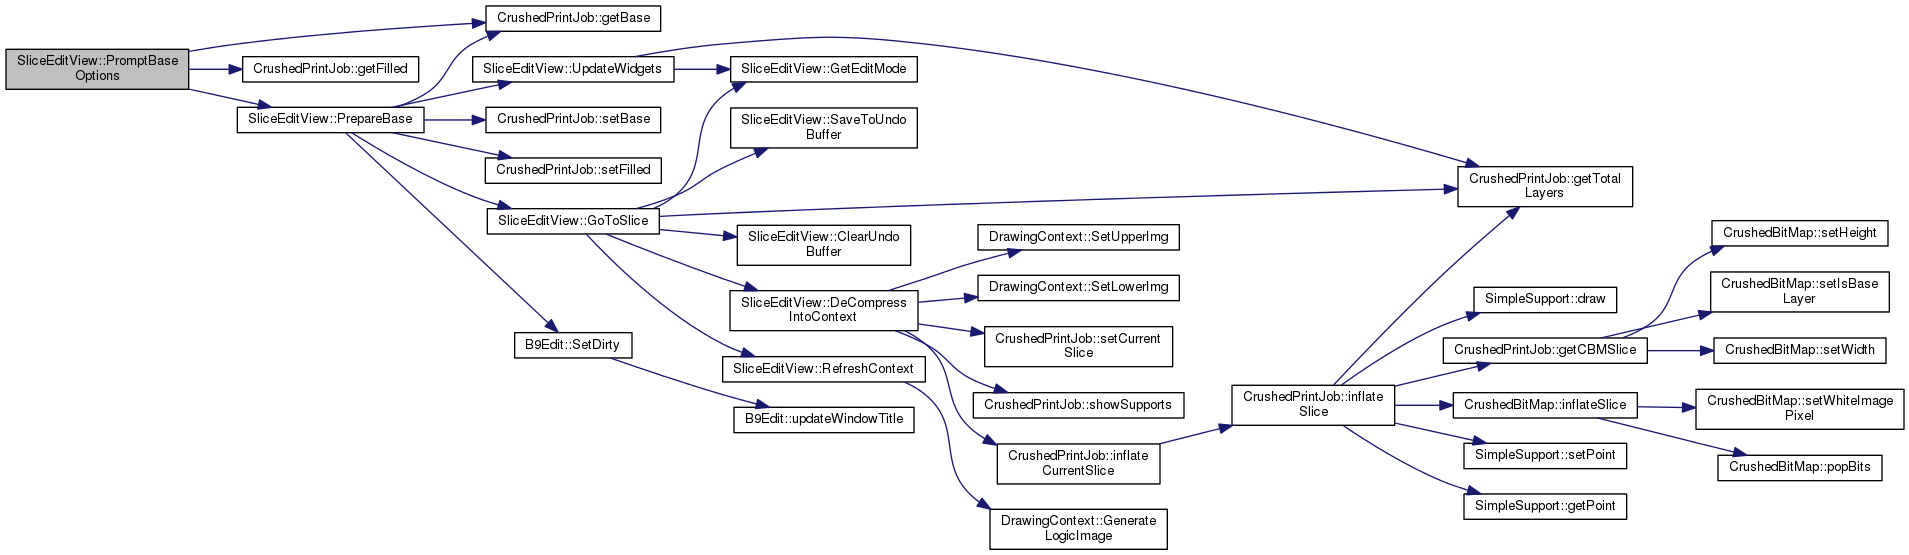 SliceEditView::PromptBase
Options
CrushedPrintJob::getBase
CrushedPrintJob::getFilled
SliceEditView::PrepareBase
SliceEditView::UpdateWidgets
CrushedPrintJob::setBase
CrushedPrintJob::setFilled
SliceEditView::GoToSlice
B9Edit::SetDirty
SliceEditView::GetEditMode
SliceEditView::SaveToUndo
Buffer
SliceEditView::ClearUndo
Buffer
SliceEditView::DeCompress
IntoContext
SliceEditView::RefreshContext
B9Edit::updateWindowTitle
DrawingContext::SetUpperImg
DrawingContext::SetLowerImg
CrushedPrintJob::setCurrent
Slice
CrushedPrintJob::showSupports
CrushedPrintJob::inflate
CurrentSlice
DrawingContext::Generate
LogicImage
CrushedPrintJob::inflate
Slice
CrushedPrintJob::getTotal
Layers
SimpleSupport::draw
CrushedPrintJob::getCBMSlice
CrushedBitMap::inflateSlice
SimpleSupport::setPoint
SimpleSupport::getPoint
CrushedBitMap::setHeight
CrushedBitMap::setIsBase
Layer
CrushedBitMap::setWidth
CrushedBitMap::setWhiteImage
Pixel
CrushedBitMap::popBits